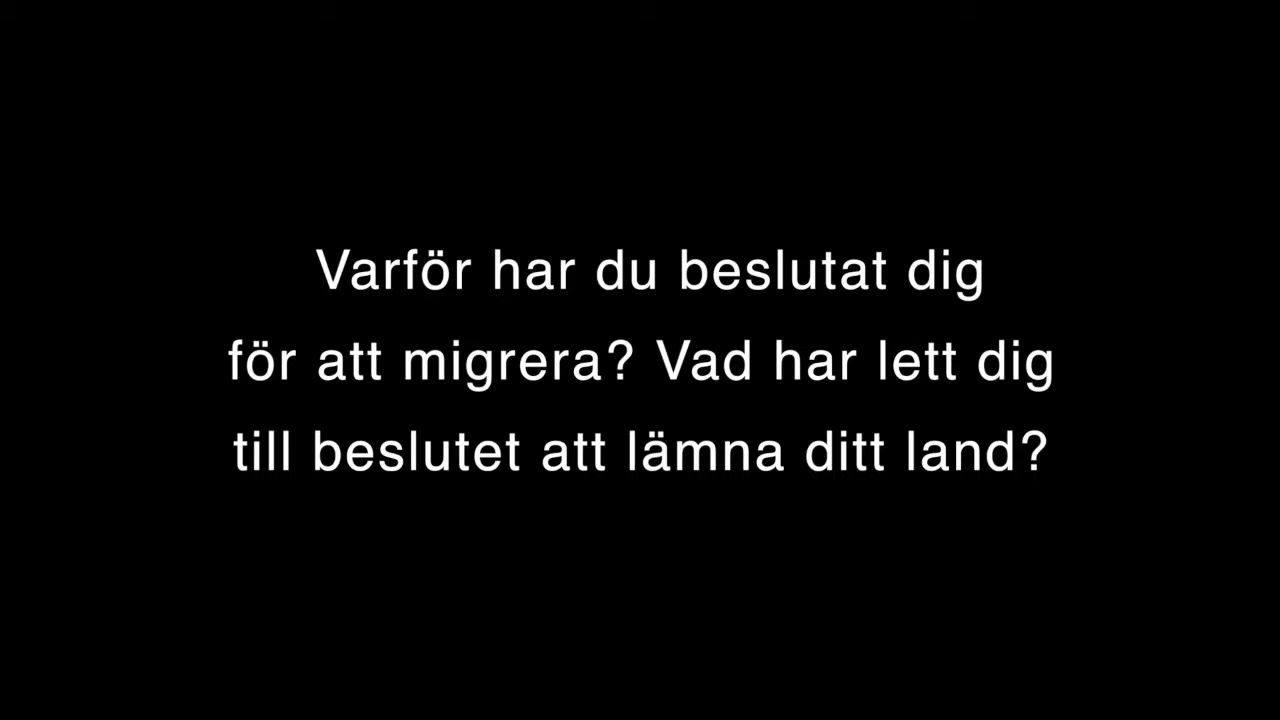 Varför har du beslutat dig
för att migrera? Vad har lett dig
till beslutet att lämna ditt land?